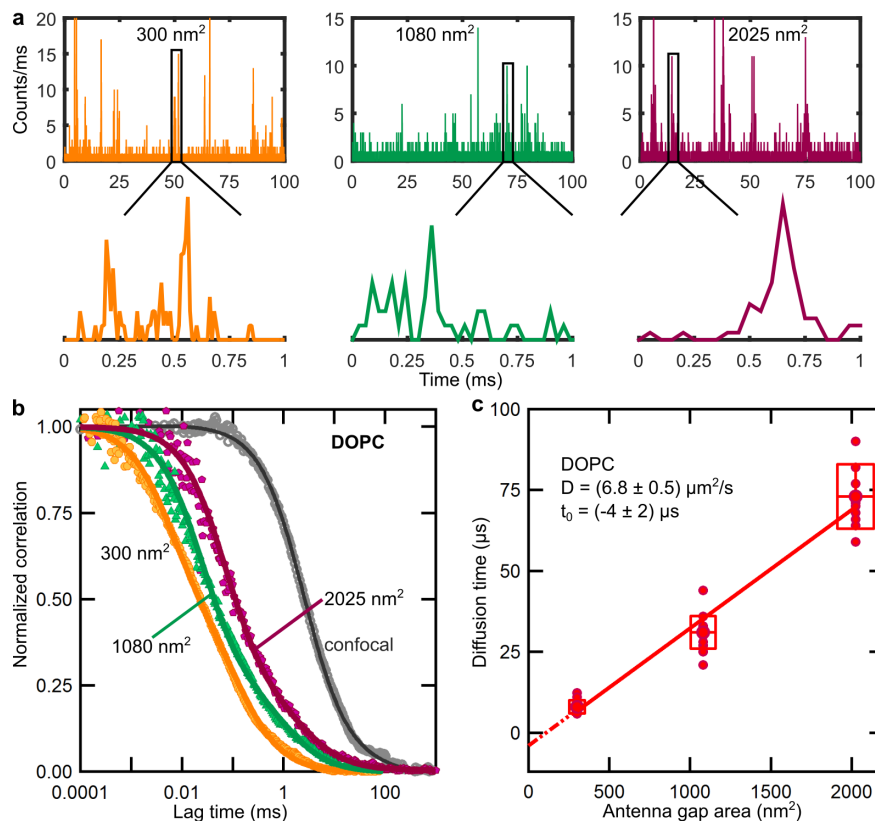 a
300 nm²
1080 nm²
2025 nm²
Counts/ms
20
15
10
5
0
0 25 50 75 100
15
10
5
0
0 25 50 75 100
15
10
5
0
0 25 50 75 100
0 0.25 0.5 0.75 1
0 0.25 0.5 0.75 1
0 0.25 0.5 0.75 1
Time (ms)
b
DOPC
Normalized correlation
1.00
0.75
0.50
0.25
0.00
300 nm²
1080 nm²
2025 nm²
confocal
0.0001 0.01 1 100
Lag time (ms)
c
DOPC
D = (6.8 ± 0.5) µm²/s
t₀ = (-4 ± 2) µs
Diffusion time (µs)
100
75
50
25
0
0 500 1000 1500 2000
Antenna gap area (nm²)